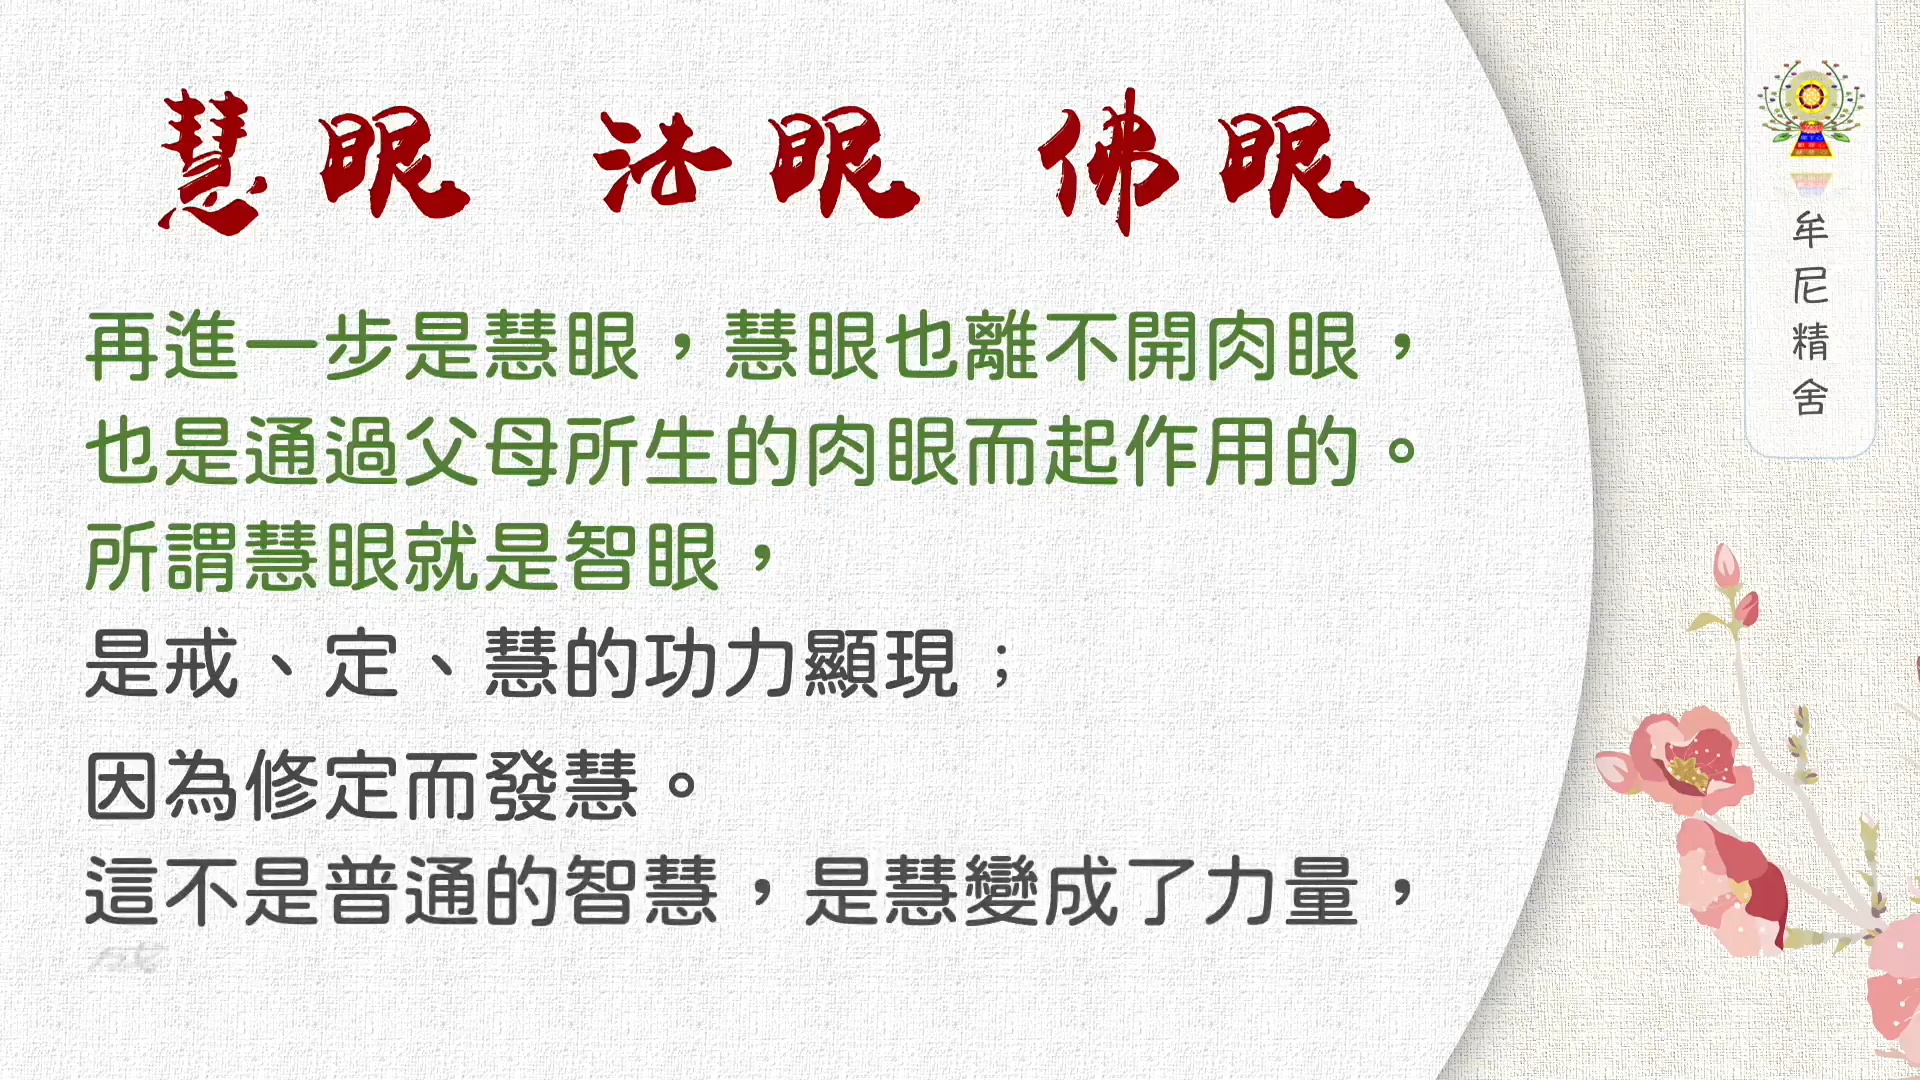 慧眼 法眼 佛眼
再進一步是慧眼，慧眼也離不開肉眼，
也是通過父母所生的肉眼而起作用的。
所謂慧眼就是智眼，
是戒、定、慧的功力顯現；
因為修定而發慧。
這不是普通的智慧，是慧變成了力量，
牟尼精舍